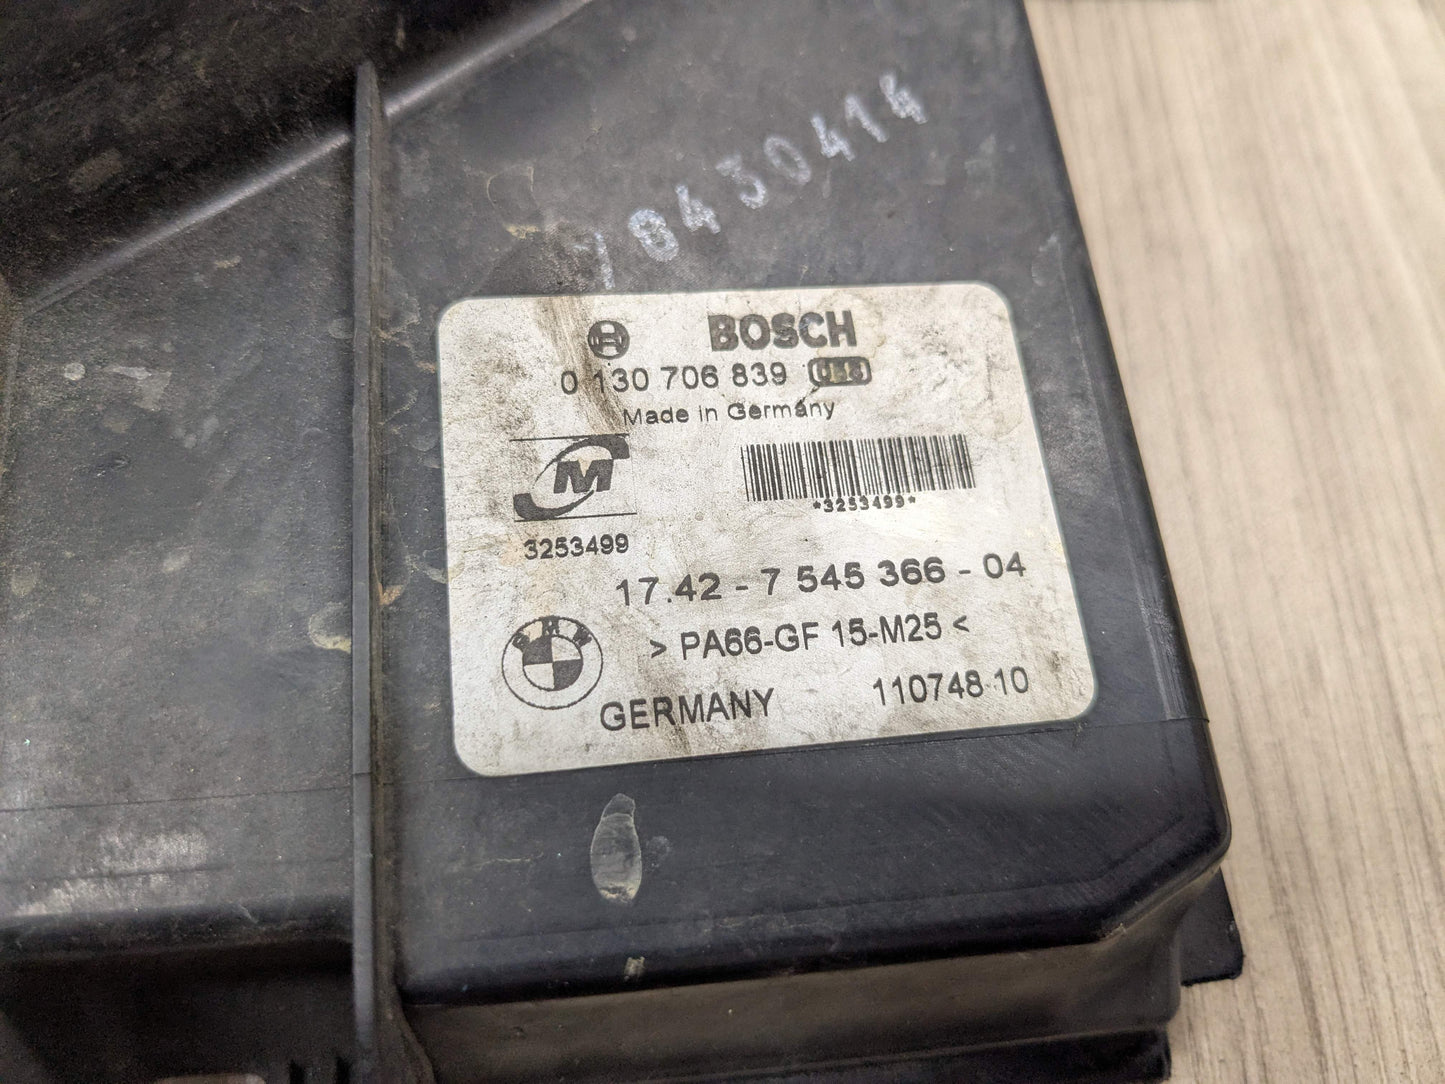 BOSCH
0 130 706 839
Made in Germany
M
*3253499*
3253499
17.42 - 7 545 366 - 04
BMW
> PA66-GF 15-M25 <
GERMANY 110748 10